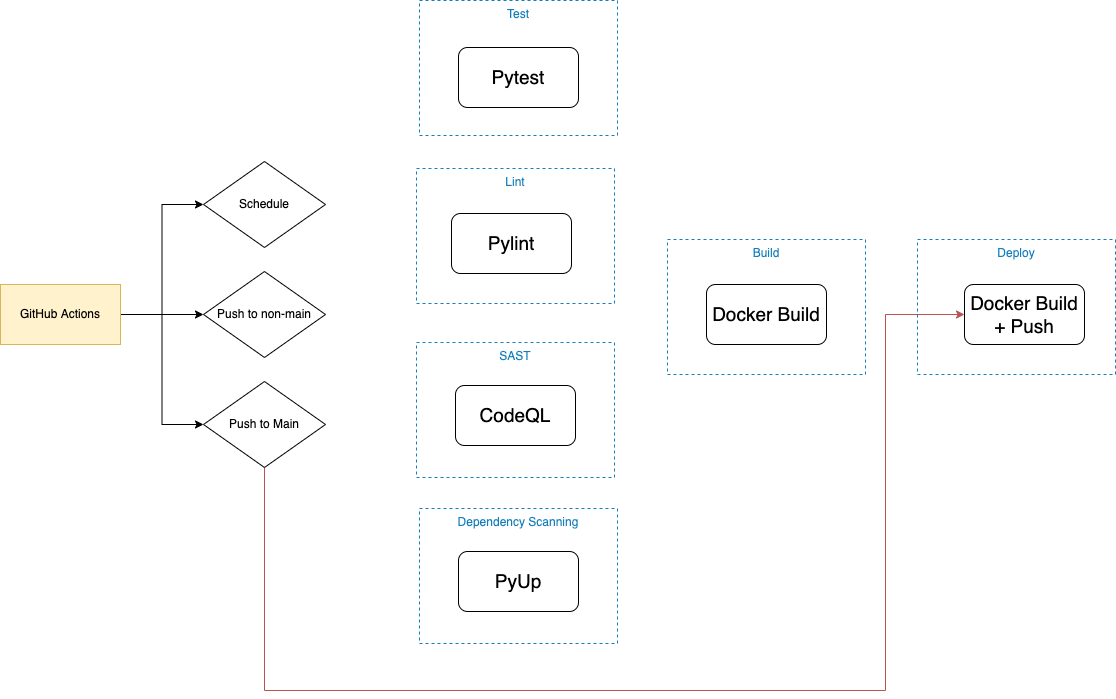 Test
Pytest
Lint
Pylint
SAST
CodeQL
Dependency Scanning
PyUp
Schedule
Push to non-main
Push to Main
GitHub Actions
Build
Docker Build
Deploy
Docker Build
+ Push